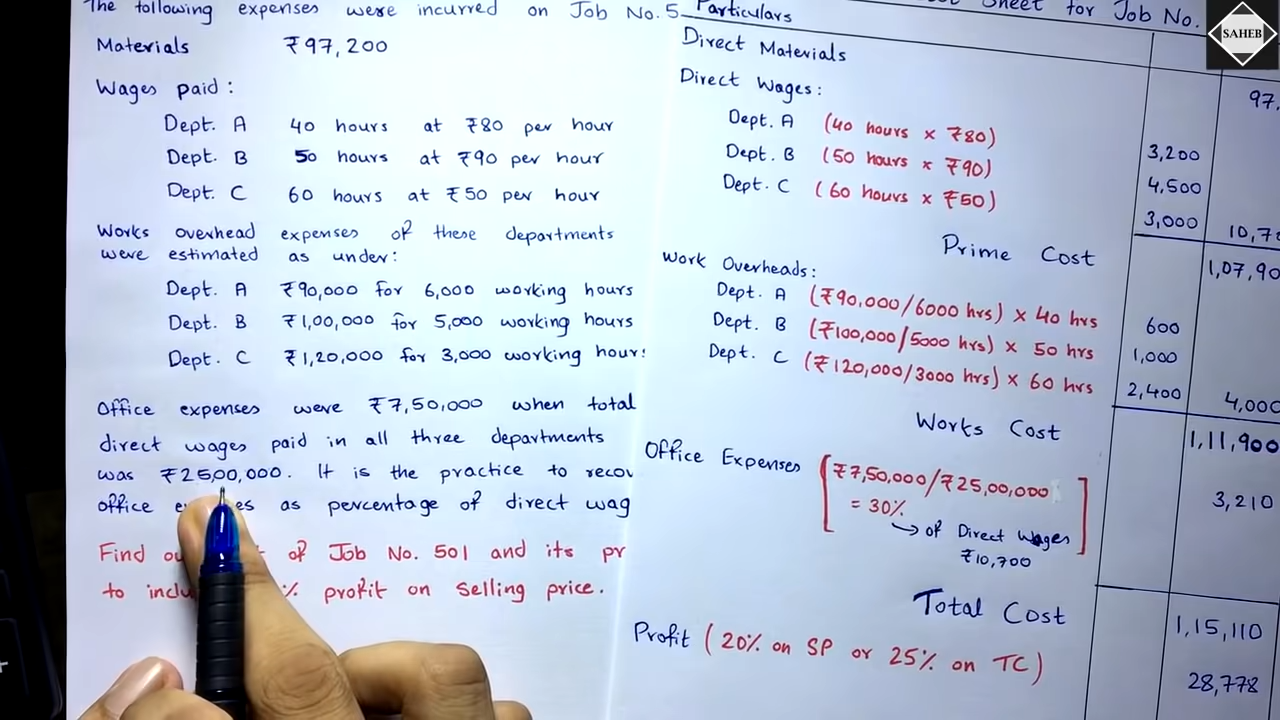 The following expenses were incurred on Job No. 5
Materials ₹97,200
Wages paid:
Dept. A 40 hours at ₹80 per hour
Dept. B 50 hours at ₹90 per hour
Dept. C 60 hours at ₹50 per hour
Works overhead expenses of these departments
were estimated as under:
Dept. A ₹90,000 for 6,000 working hours
Dept. B ₹1,00,000 for 5,000 working hours
Dept. C ₹1,20,000 for 3,000 working hour
Office expenses were ₹7,50,000 when total
direct wages paid in all three departments
was ₹2500,000. It is the practice to
office as percentage of direct
Find of Job No. 501 and its
to % profit on Selling price.
Sheet for Job No.
SAHEB
Particulars
Direct Materials 97,
Direct Wages:
Dept. A (40 hours x ₹80) 3,200
Dept. B (50 hours x ₹90) 4,500
Dept. C (60 hours x ₹50) 3,000 10,70
Prime Cost 1,07,90
Work Overheads:
Dept. A (₹90,000/6000 hrs) x 40 hrs 600
Dept. B (₹100,000/5000 hrs) x 50 hrs 1,000
Dept. C (₹120,000/3000 hrs) x 60 hrs 2,400 4,000
Works Cost 1,11,900
Office Expenses [₹7,50,000/₹25,00,000 3,210
= 30%
→ of Direct Wages]
₹10,700
Total Cost 1,15,110
Profit (20% on SP or 25% on TC) 28,778